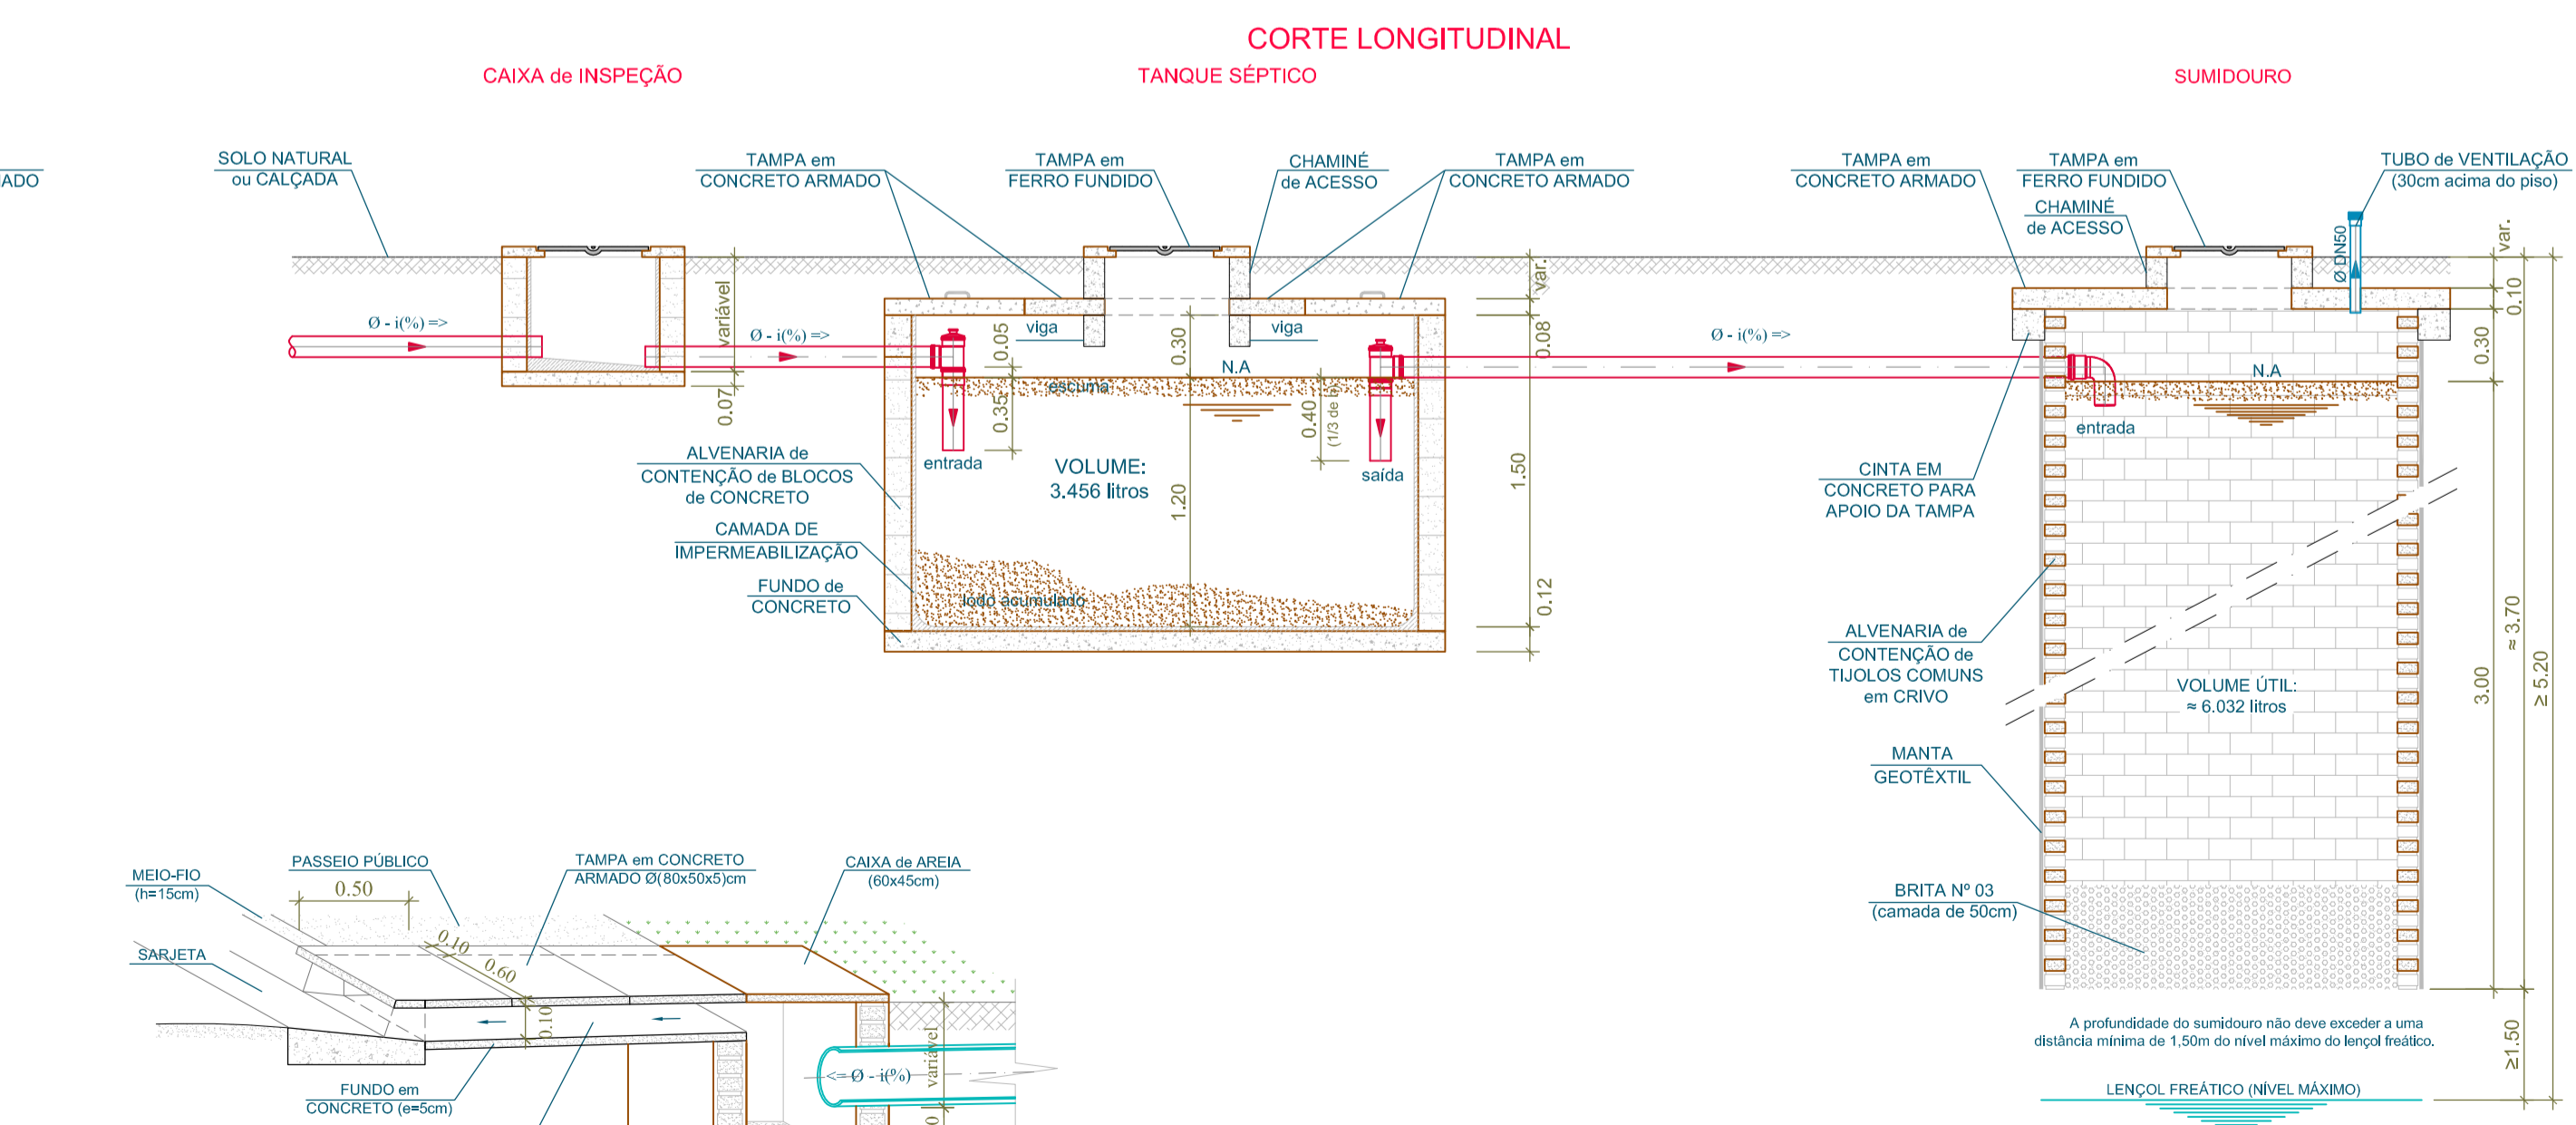 CORTE LONGITUDINAL
CAIXA de INSPEÇÃO
TANQUE SÉPTICO
SUMIDOURO
ADO
SOLO NATURAL
ou CALÇADA
TAMPA em
CONCRETO ARMADO
TAMPA em
FERRO FUNDIDO
CHAMINÉ
de ACESSO
TAMPA em
CONCRETO ARMADO
TAMPA em
CONCRETO ARMADO
TAMPA em
FERRO FUNDIDO
CHAMINÉ
de ACESSO
TUBO de VENTILAÇÃO
(30cm acima do piso)
Ø DN50
var.
0.10
0.30
Ø - i(%) =>
variável
0.07
Ø - i(%) =>
0.05
0.35
viga
0.30
viga
N.A
escuma
0.40
(1/3 de h)
var.
0.08
1.50
0.12
Ø - i(%) =>
entrada
saída
VOLUME:
3.456 litros
1.20
lodo acumulado
ALVENARIA de
CONTENÇÃO de BLOCOS
de CONCRETO
CAMADA DE
IMPERMEABILIZAÇÃO
FUNDO de
CONCRETO
N.A
entrada
CINTA EM
CONCRETO PARA
APOIO DA TAMPA
ALVENARIA de
CONTENÇÃO de
TIJOLOS COMUNS
em CRIVO
VOLUME ÚTIL:
≈ 6.032 litros
3.00
≈ 3.70
≥ 5.20
MANTA
GEOTÊXTIL
BRITA Nº 03
(camada de 50cm)
A profundidade do sumidouro não deve exceder a uma
distância mínima de 1,50m do nível máximo do lençol freático.
≥1.50
LENÇOL FREÁTICO (NÍVEL MÁXIMO)
MEIO-FIO
(h=15cm)
PASSEIO PÚBLICO
0.50
TAMPA em CONCRETO
ARMADO Ø(80x50x5)cm
CAIXA de AREIA
(60x45cm)
SARJETA
0.10
0.60
0.10
variável
<= Ø - i(%)
FUNDO em
CONCRETO (e=5cm)